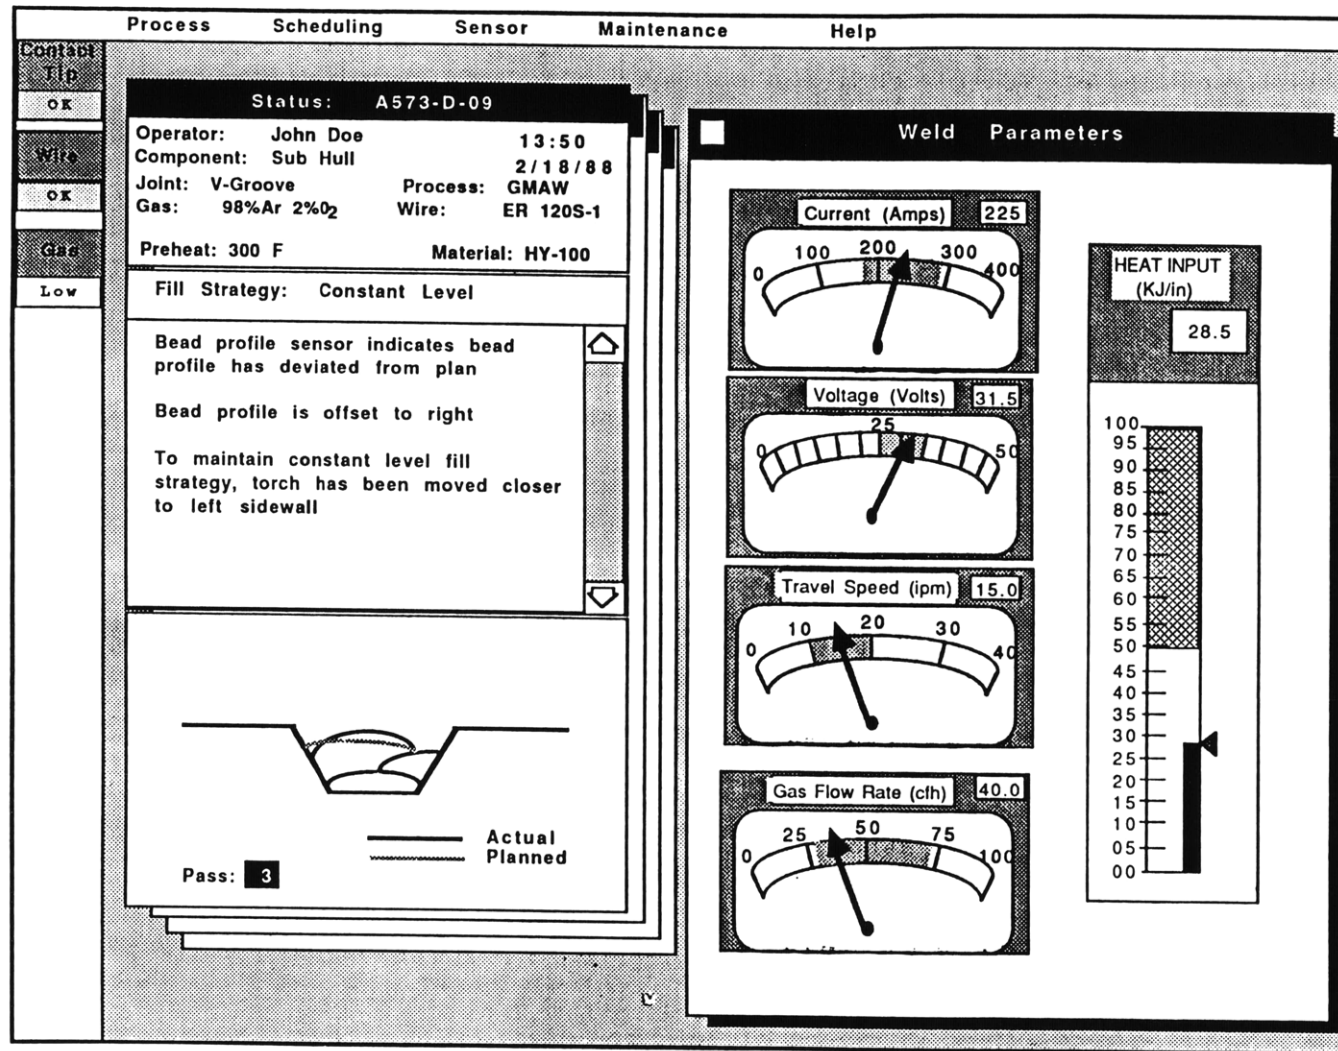 Process Scheduling Sensor Maintenance Help
Contact
Tip
OK
Wire
OK
Gas
Low
Status: A573-D-09
Operator: John Doe 13:50
Component: Sub Hull 2/18/88
Joint: V-Groove Process: GMAW
Gas: 98%Ar 2%02 Wire: ER 120S-1
Preheat: 300 F Material: HY-100
Fill Strategy: Constant Level
Bead profile sensor indicates bead
profile has deviated from plan
Bead profile is offset to right
To maintain constant level fill
strategy, torch has been moved closer
to left sidewall
Actual
Planned
Pass: 3
Weld Parameters
Current (Amps) 225
0 100 200 300 400
Voltage (Volts) 31.5
0 25 50
Travel Speed (ipm) 15.0
0 10 20 30 40
Gas Flow Rate (cfh) 40.0
0 25 50 75 100
HEAT INPUT
(KJ/in)
28.5
100
95
90
85
80
75
70
65
60
55
50
45
40
35
30
25
20
15
10
05
00